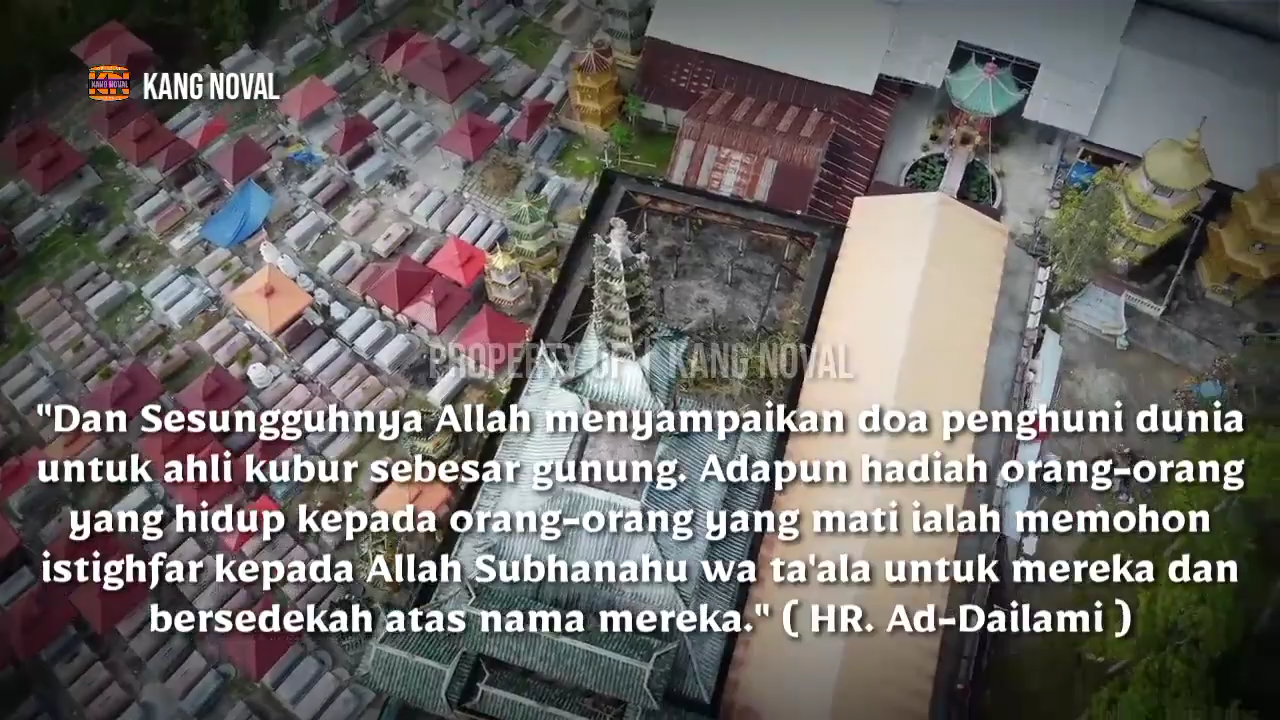 KANG NOVAL
KANG NOVAL
PROPERTY OF KANG NOVAL
"Dan Sesungguhnya Allah menyampaikan doa penghuni dunia
untuk ahli kubur sebesar gunung. Adapun hadiah orang-orang
yang hidup kepada orang-orang yang mati ialah memohon
istighfar kepada Allah Subhanahu wa ta'ala untuk mereka dan
bersedekah atas nama mereka." ( HR. Ad-Dailami )